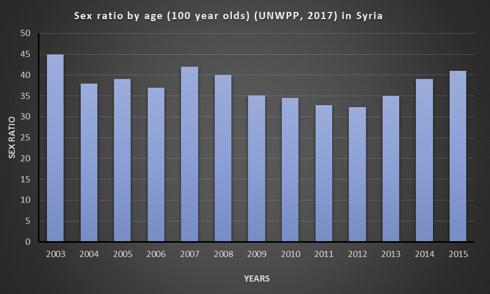 Sex ratio by age (100 year olds) (UNWPP, 2017) in Syria
50
45
40
35
30
25
20
15
10
5
0
SEX RATIO
2003 2004 2005 2006 2007 2008 2009 2010 2011 2012 2013 2014 2015
YEARS